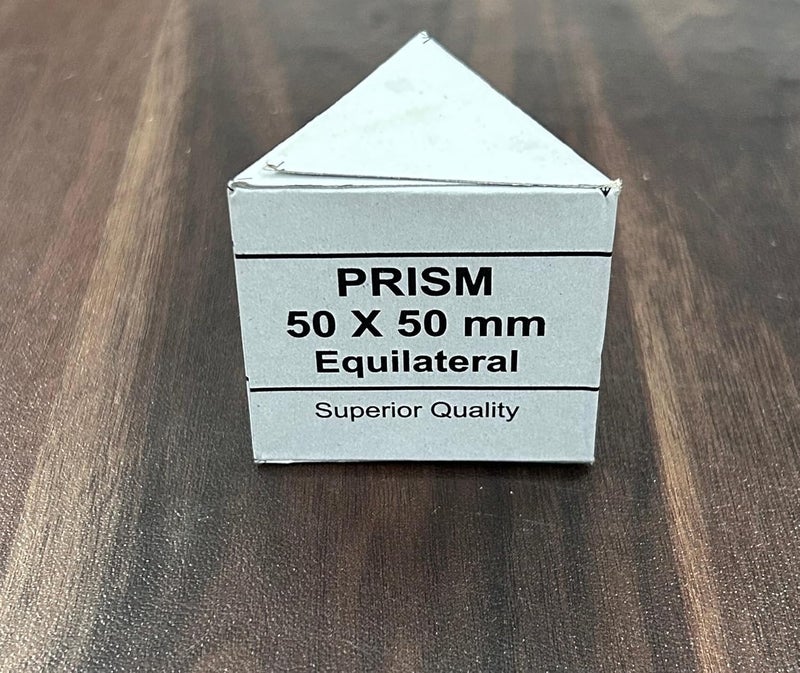 PRISM
50 X 50 mm
Equilateral
Superior Quality